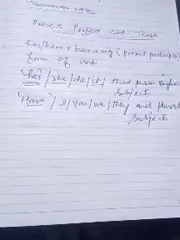 Present Perfect Cont Tense
has/have + been + ing (present participle)
form of verb
'has' / she/he/it/ third person singular
subject
'Have' / I/you/we/they and plural
subject